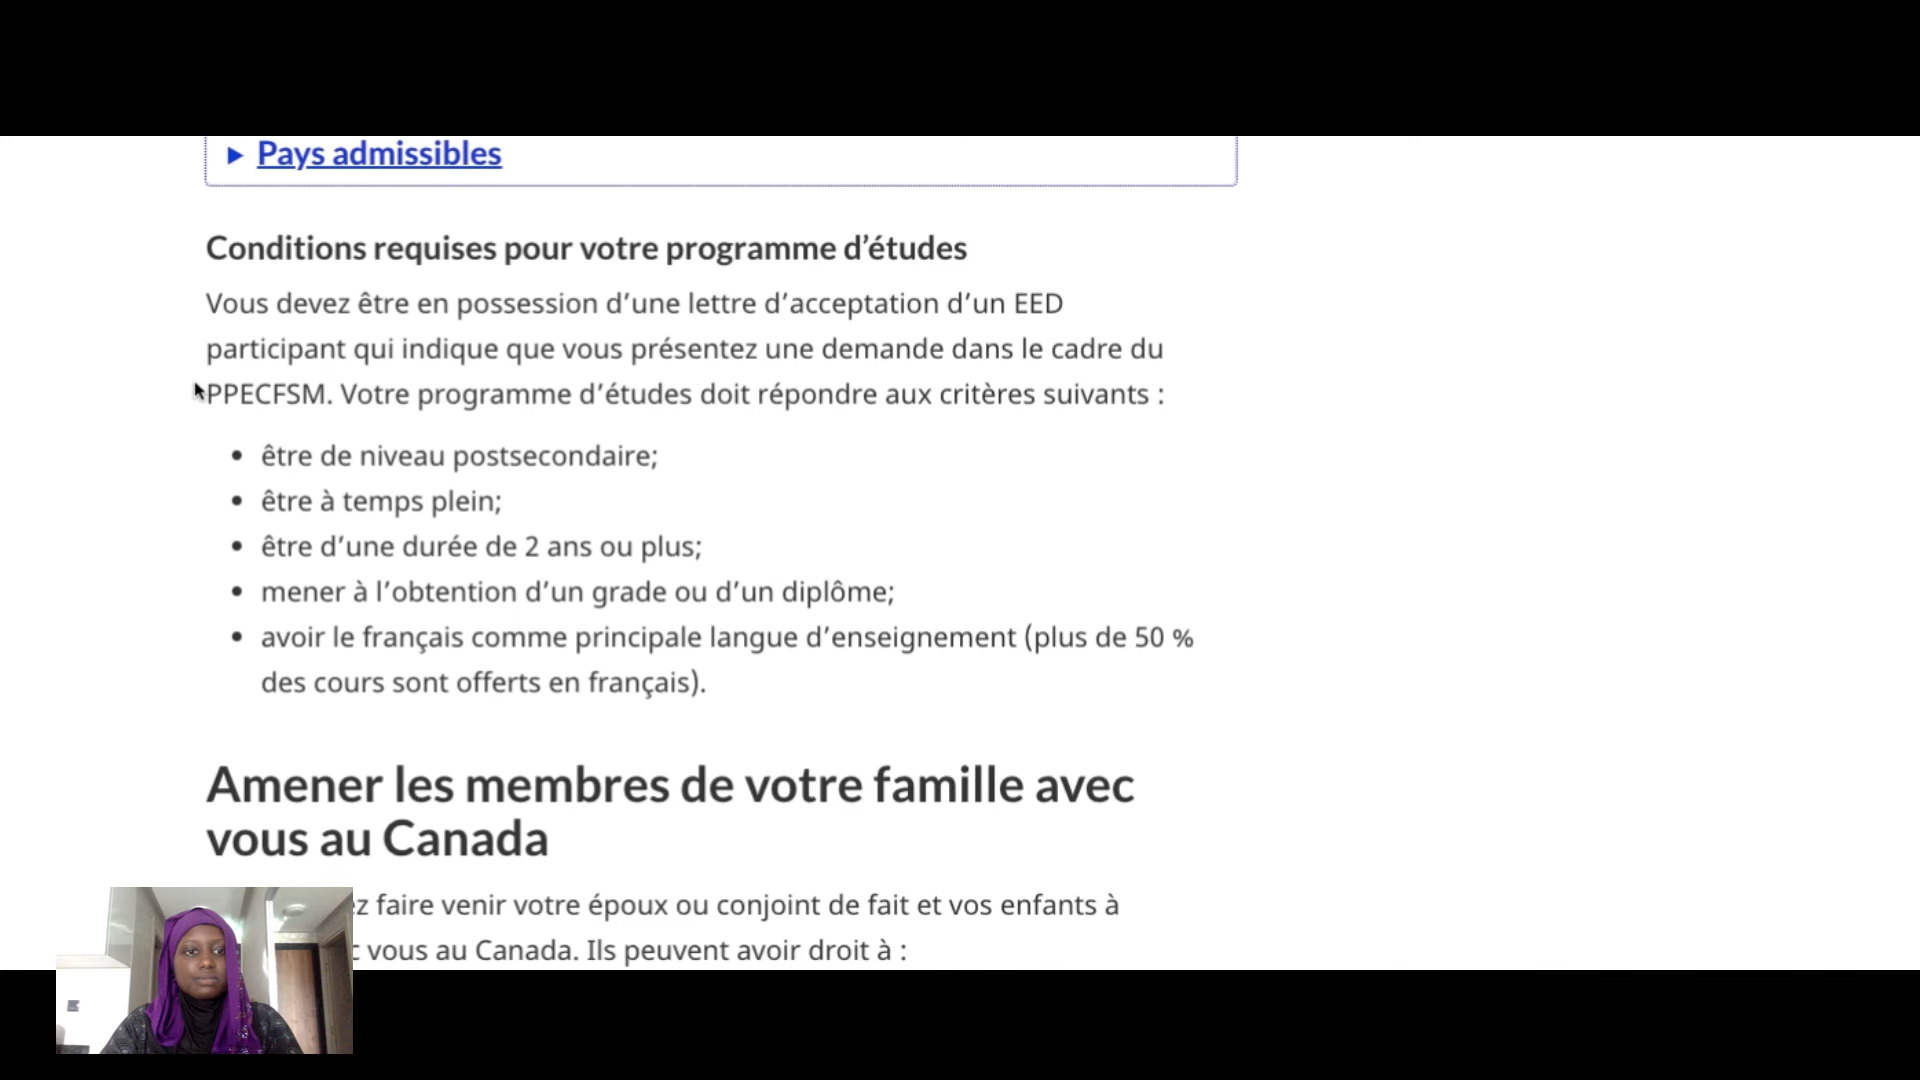 Pays admissibles
Conditions requises pour votre programme d’études
Vous devez être en possession d’une lettre d’acceptation d’un EED
participant qui indique que vous présentez une demande dans le cadre du
PPECFSM. Votre programme d’études doit répondre aux critères suivants :
être de niveau postsecondaire;
être à temps plein;
être d’une durée de 2 ans ou plus;
mener à l’obtention d’un grade ou d’un diplôme;
avoir le français comme principale langue d’enseignement (plus de 50 %
des cours sont offerts en français).
Amener les membres de votre famille avec
vous au Canada
faire venir votre époux ou conjoint de fait et vos enfants à
vous au Canada. Ils peuvent avoir droit à :